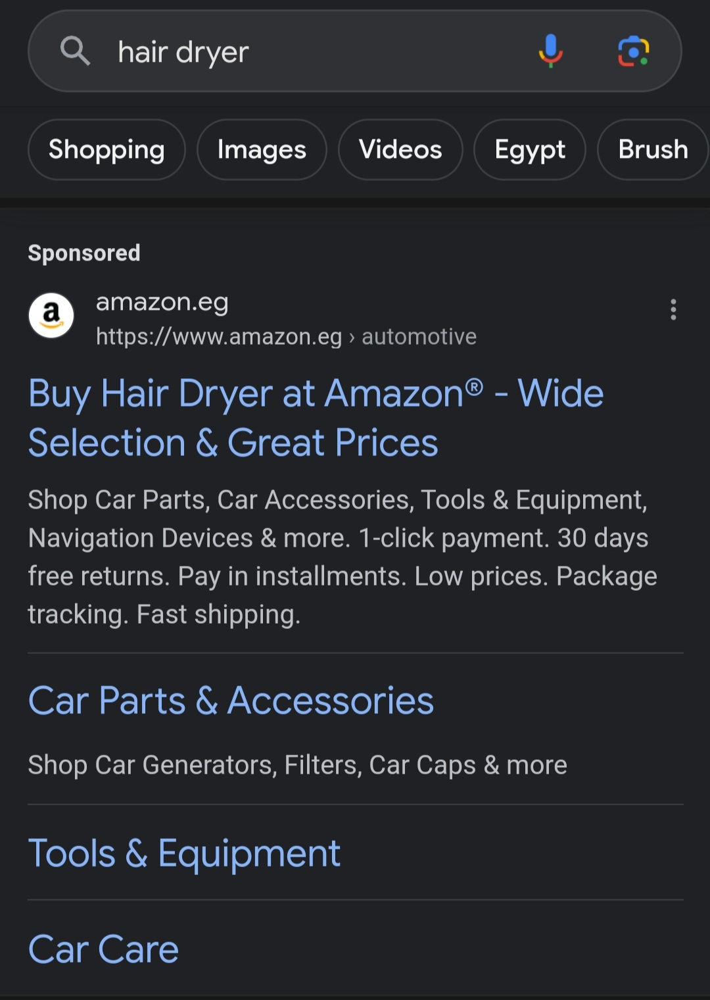 hair dryer
Shopping
Images
Videos
Egypt
Brush
Sponsored
a
amazon.eg
https://www.amazon.eg › automotive
Buy Hair Dryer at Amazon® - Wide
Selection & Great Prices
Shop Car Parts, Car Accessories, Tools & Equipment,
Navigation Devices & more. 1-click payment. 30 days
free returns. Pay in installments. Low prices. Package
tracking. Fast shipping.
Car Parts & Accessories
Shop Car Generators, Filters, Car Caps & more
Tools & Equipment
Car Care